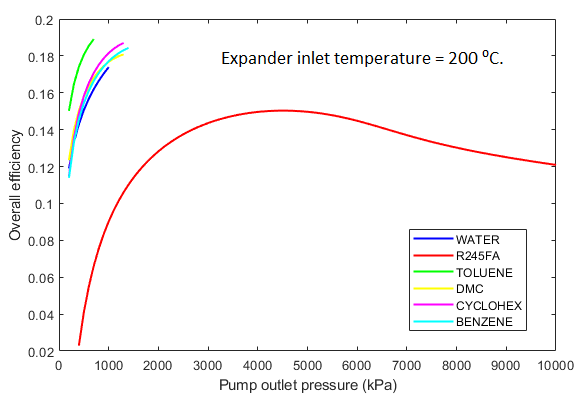 Expander inlet temperature = 200 ⁰C.
Overall efficiency
0.2
0.18
0.16
0.14
0.12
0.1
0.08
0.06
0.04
0.02
WATER
R245FA
TOLUENE
DMC
CYCLOHEX
BENZENE
0 1000 2000 3000 4000 5000 6000 7000 8000 9000 10000
Pump outlet pressure (kPa)